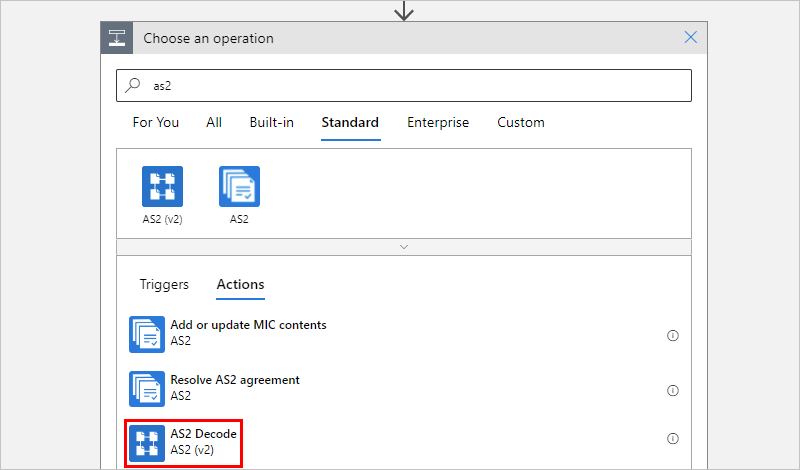 Choose an operation
as2
For You All Built-in Standard Enterprise Custom
AS2 (v2) AS2
Triggers Actions
Add or update MIC contents
AS2
Resolve AS2 agreement
AS2
AS2 Decode
AS2 (v2)